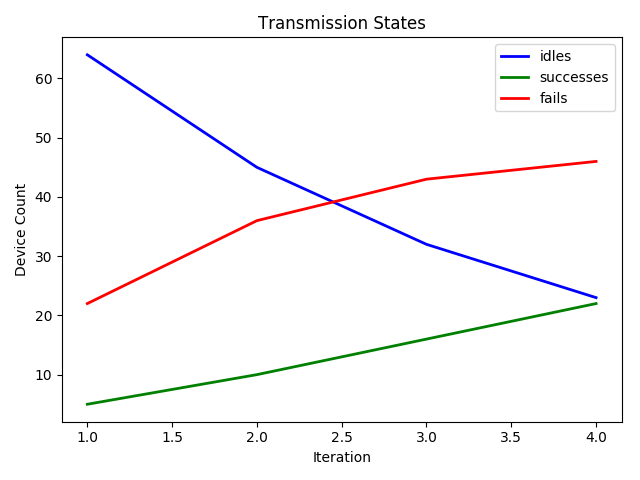 Transmission States
idles
successes
fails
Device Count
60
50
40
30
20
10
1.0 1.5 2.0 2.5 3.0 3.5 4.0
Iteration